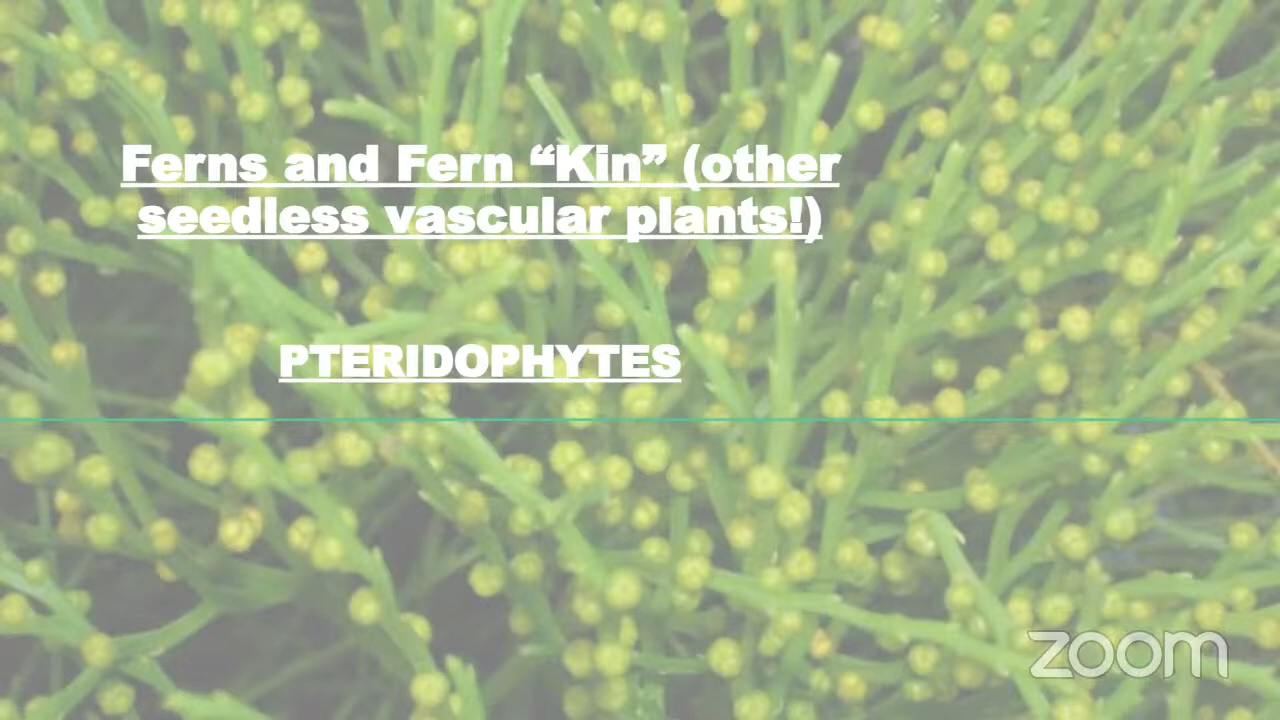 Ferns and Fern “Kin” (other
seedless vascular plants!)
PTERIDOPHYTES
zoom